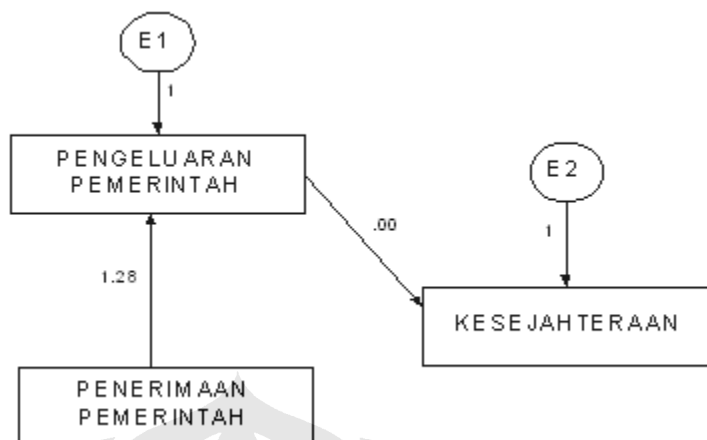 E1
1
PENGELUARAN
PEMERINTAH
E2
.00
1
1.28
KESEJAHTERAAN
PENERIMAAN
PEMERINTAH